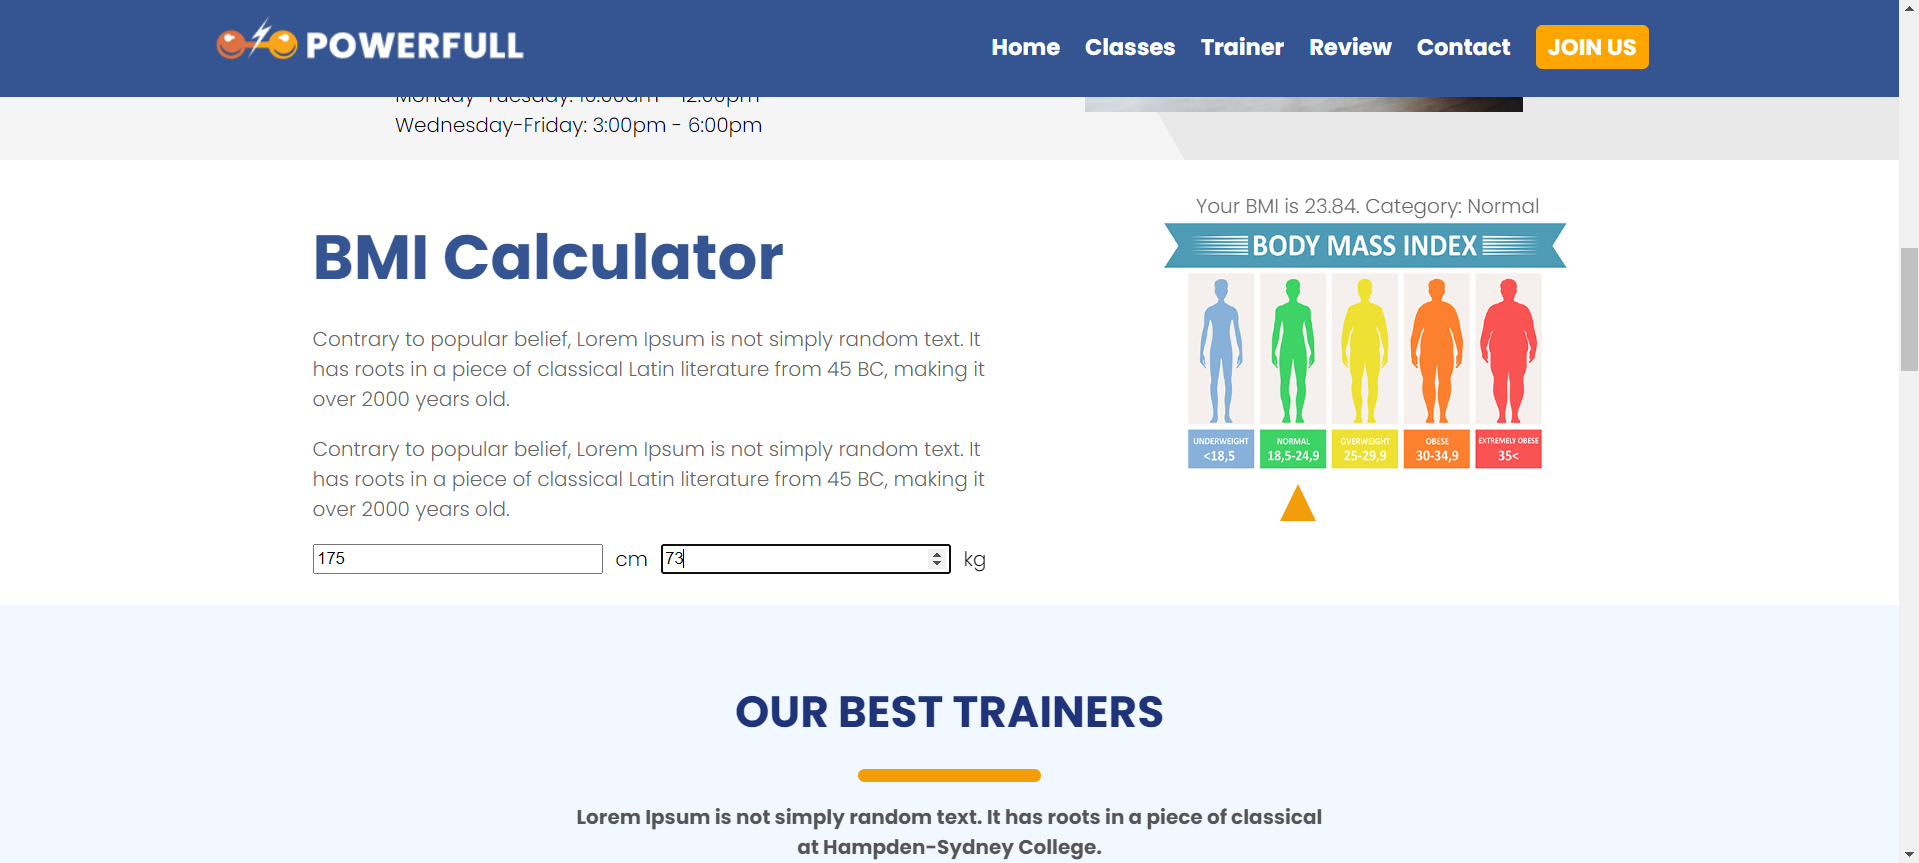 POWERFULL
Home Classes Trainer Review Contact JOIN US
Monday-Tuesday: 10:00am - 12:00pm
Wednesday-Friday: 3:00pm - 6:00pm
BMI Calculator
Contrary to popular belief, Lorem Ipsum is not simply random text. It
has roots in a piece of classical Latin literature from 45 BC, making it
over 2000 years old.
Contrary to popular belief, Lorem Ipsum is not simply random text. It
has roots in a piece of classical Latin literature from 45 BC, making it
over 2000 years old.
175 cm 73 kg
Your BMI is 23.84. Category: Normal
BODY MASS INDEX
UNDERWEIGHT NORMAL OVERWEIGHT OBESE EXTREMELY OBESE
<18,5 18,5-24,9 25-29,9 30-34,9 35<
OUR BEST TRAINERS
Lorem Ipsum is not simply random text. It has roots in a piece of classical
at Hampden-Sydney College.